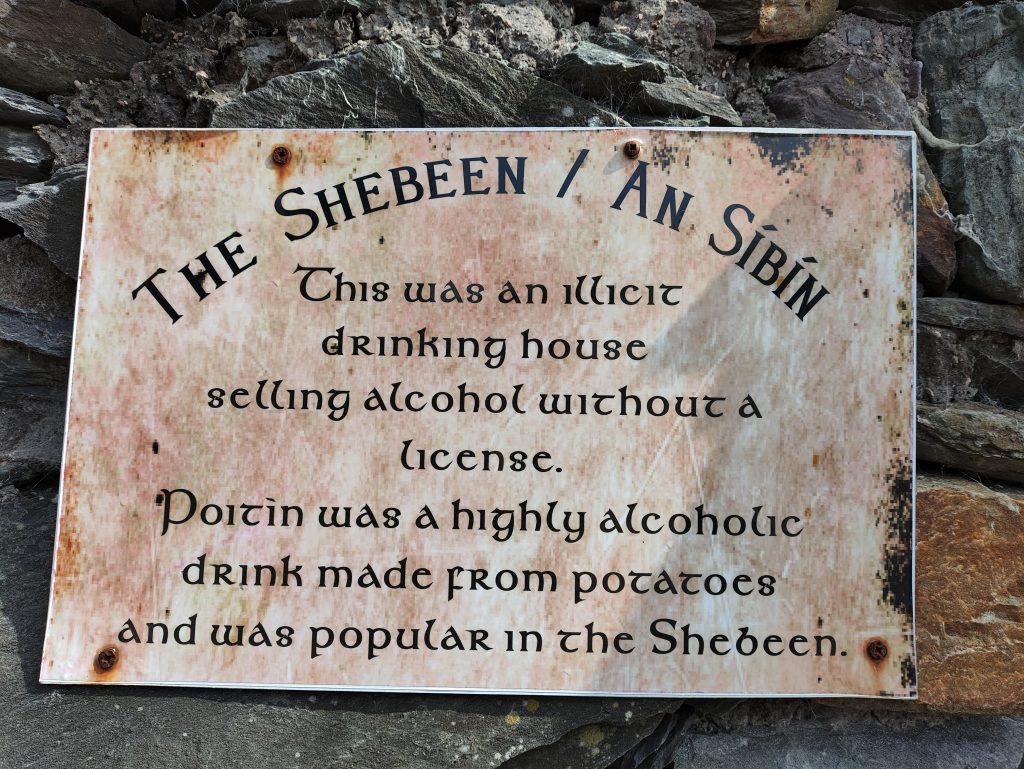 The Shebeen / An Síbín
This was an illicit
drinking house
selling alcohol without a
license.
Poitìn was a highly alcoholic
drink made from potatoes
and was popular in the Shebeen.